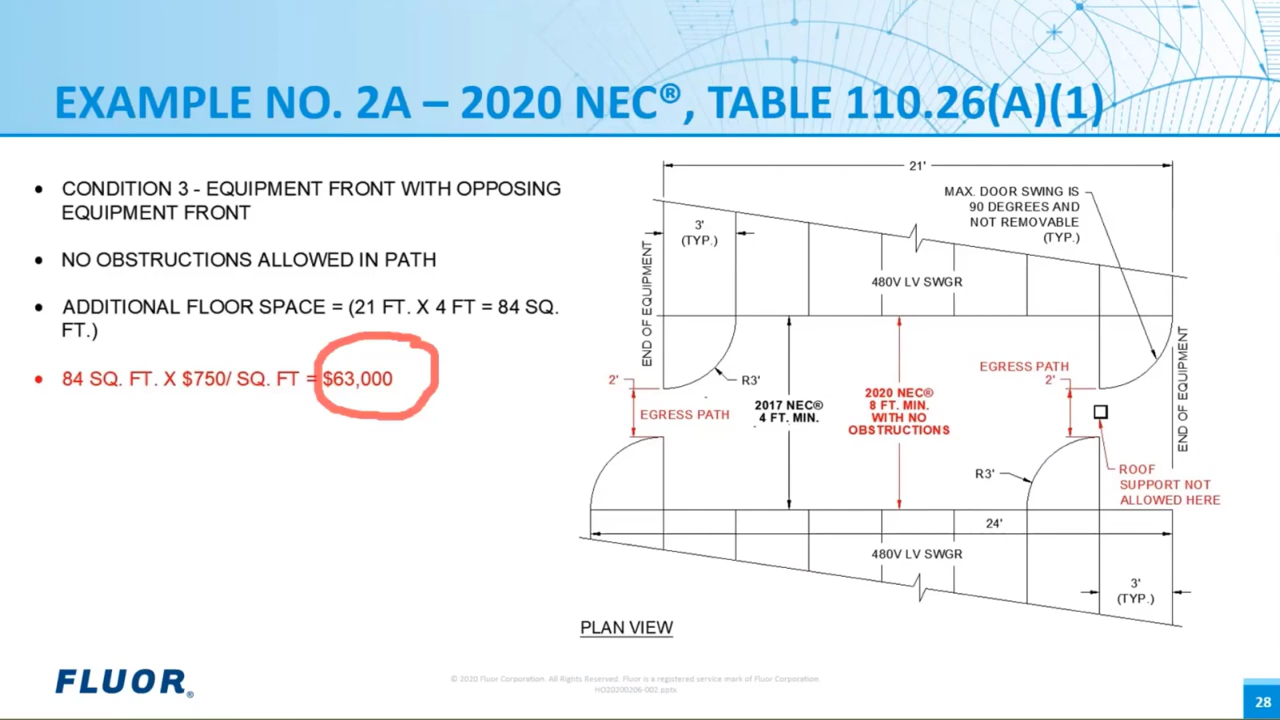 EXAMPLE NO. 2A – 2020 NEC®, TABLE 110.26(A)(1)
• CONDITION 3 - EQUIPMENT FRONT WITH OPPOSING
EQUIPMENT FRONT
• NO OBSTRUCTIONS ALLOWED IN PATH
• ADDITIONAL FLOOR SPACE = (21 FT. X 4 FT = 84 SQ.
FT.)
• 84 SQ. FT. X $750/ SQ. FT = $63,000
21'
MAX. DOOR SWING IS
90 DEGREES AND
NOT REMOVABLE
(TYP.)
3'
(TYP.)
END OF EQUIPMENT
480V LV SWGR
END OF EQUIPMENT
EGRESS PATH
2'
R3'
2'
EGRESS PATH
2017 NEC®
4 FT. MIN.
2020 NEC®
8 FT. MIN.
WITH NO
OBSTRUCTIONS
R3'
ROOF
SUPPORT NOT
ALLOWED HERE
24'
480V LV SWGR
3'
(TYP.)
PLAN VIEW
FLUOR®
© 2020 Fluor Corporation. All Rights Reserved. Fluor is a registered service mark of Fluor Corporation.
HO20200206-002.pptx
28